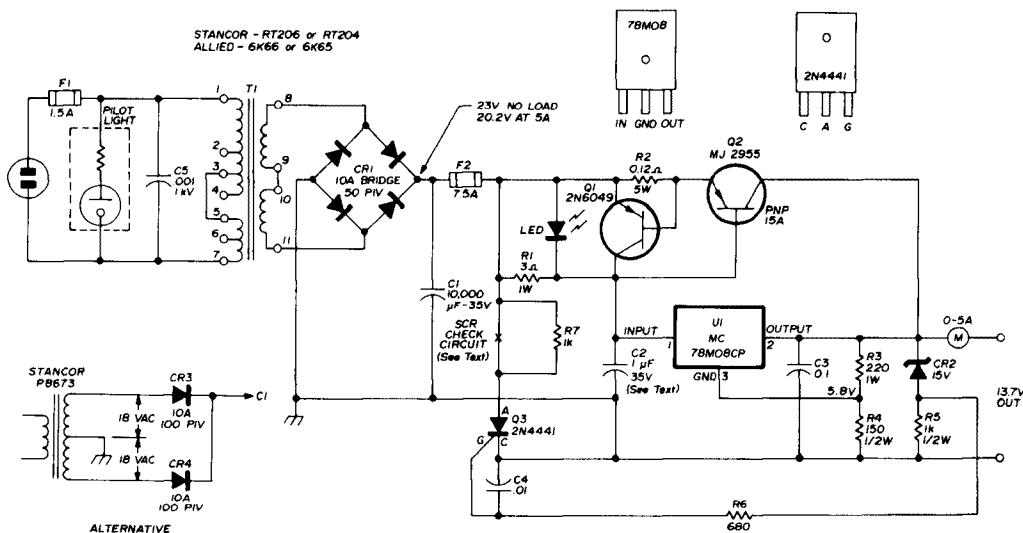 STANCOR - RT206 or RT204
ALLIED - 6K66 or 6K65
F1
1.5A
PILOT
LIGHT
C5
.001
1 kV
T1
1
2
3
4
5
6
7
8
9
10
11
CR1
10A BRIDGE
50 PIV
23V NO LOAD
20.2V AT 5A
F2
7.5A
C1
10,000
µF-35V
LED
R1
3Ω
1W
SCR
CHECK
CIRCUIT
(See Text)
R7
1k
Q1
2N6049
R2
0.12Ω
5W
Q2
MJ 2955
PNP
15A
78M08
IN GND OUT
2N4441
C A G
INPUT
1
U1
MC
78M08CP
GND 3
OUTPUT
2
C2
1 µF
35V
(See Text)
C3
0.1
5.8V
R3
220
1W
R4
150
1/2W
CR2
15V
R5
1k
1/2W
0-5A
M
13.7V
OUT
A
G
C
Q3
2N4441
C4
.01
R6
680
STANCOR
P8673
18 VAC
18 VAC
CR3
10A
100 PIV
CR4
10A
100 PIV
C1
ALTERNATIVE